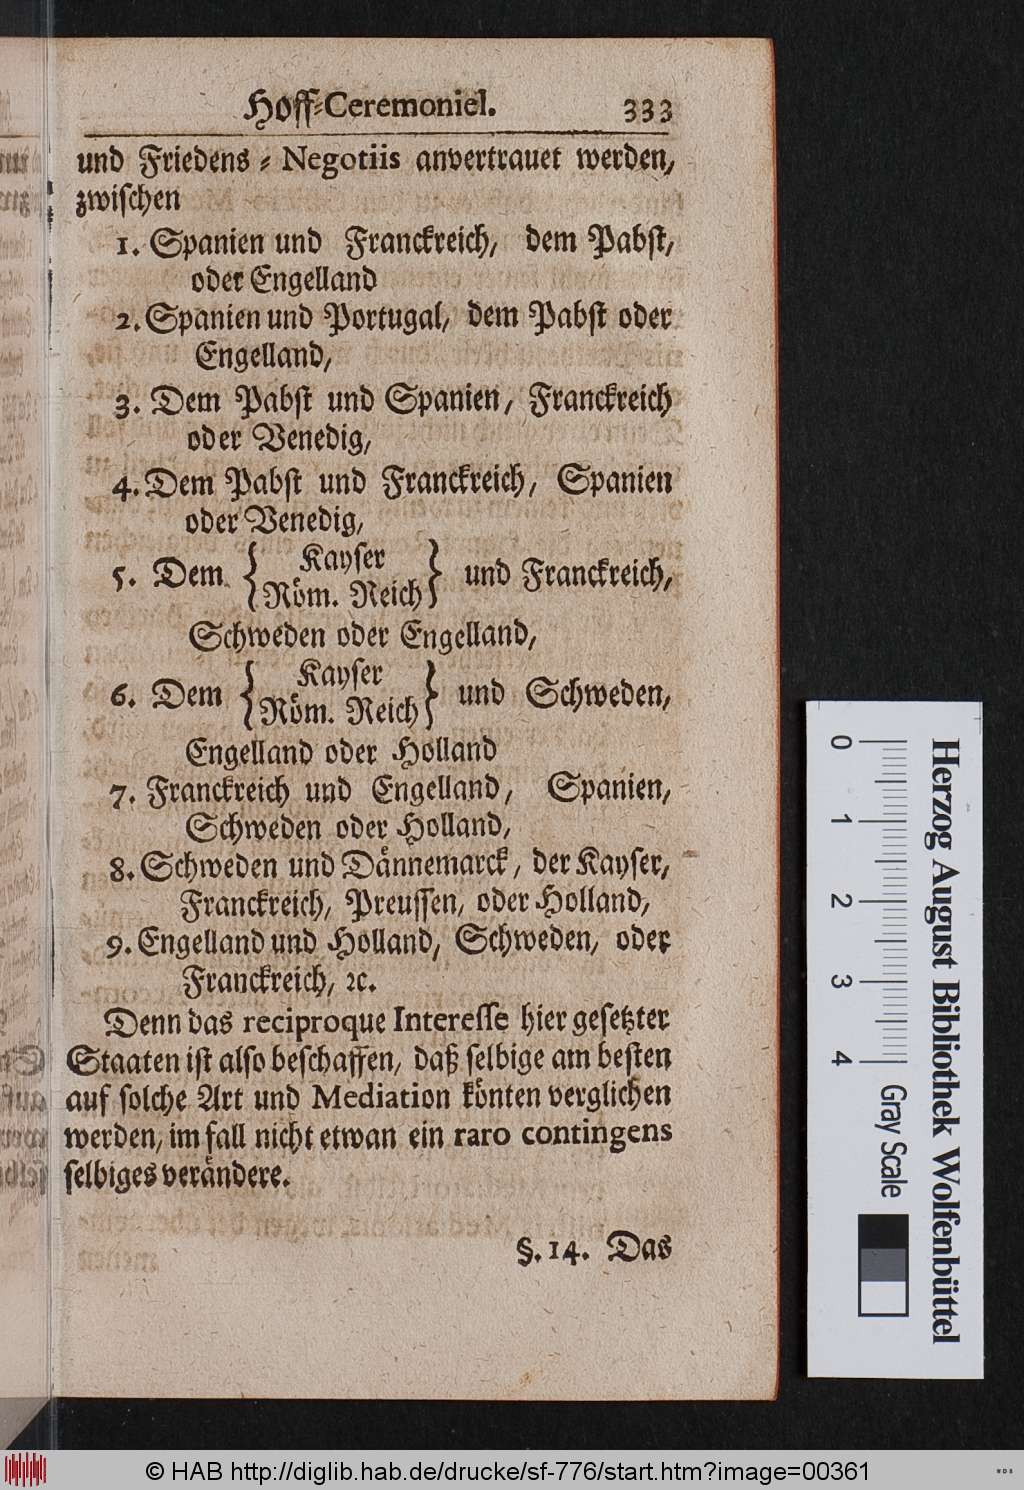 Hoff-Ceremoniel. 333
und Friedens-Negotiis anvertrauet werden,
zwischen
1. Spanien und Franckreich, dem Pabst,
oder Engelland
2. Spanien und Portugal, dem Pabst oder
Engelland,
3. Dem Pabst und Spanien, Franckreich
oder Venedig,
4. Dem Pabst und Franckreich, Spanien
oder Venedig,
5. Dem { Kayser
Röm. Reich } und Franckreich,
Schweden oder Engelland,
6. Dem { Kayser
Röm. Reich } und Schweden,
Engelland oder Holland
7. Franckreich und Engelland, Spanien,
Schweden oder Holland,
8. Schweden und Dännemarck, der Kayser,
Franckreich, Preussen, oder Holland,
9. Engelland und Holland, Schweden, oder
Franckreich, ꝛc.
Denn das reciproque Interesse hier gesetzter
Staaten ist also beschaffen, daß selbige am besten
auf solche Art und Mediation könten verglichen
werden, im fall nicht etwan ein raro contingens
selbiges verändere.
§. 14. Das
0 1 2 3 4
Gray Scale
Herzog August Bibliothek Wolfenbüttel
© HAB http://diglib.hab.de/drucke/sf-776/start.htm?image=00361